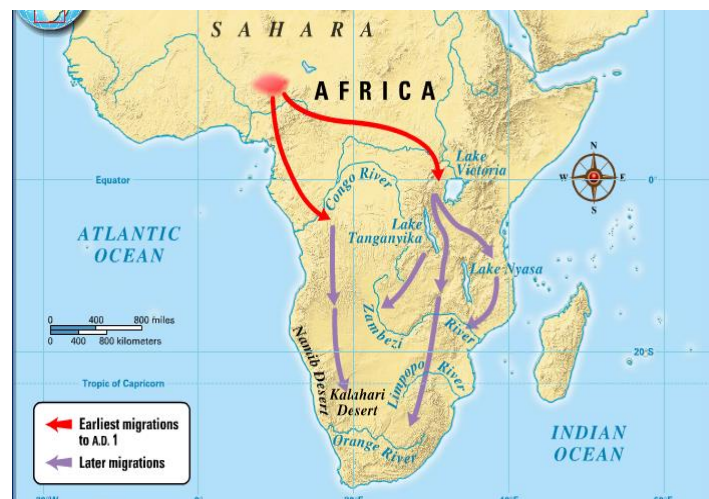 SAHARA
AFRICA
N
W E
S
Lake
Victoria
Equator
0°
Congo River
ATLANTIC
OCEAN
Lake
Tanganyika
Lake Nyasa
0 400 800 miles
0 400 800 kilometers
Zambezi
River
Namib Desert
20°S
Tropic of Capricorn
Limpopo
River
Kalahari
Desert
Orange River
INDIAN
OCEAN
Earliest migrations
to A.D. 1
Later migrations